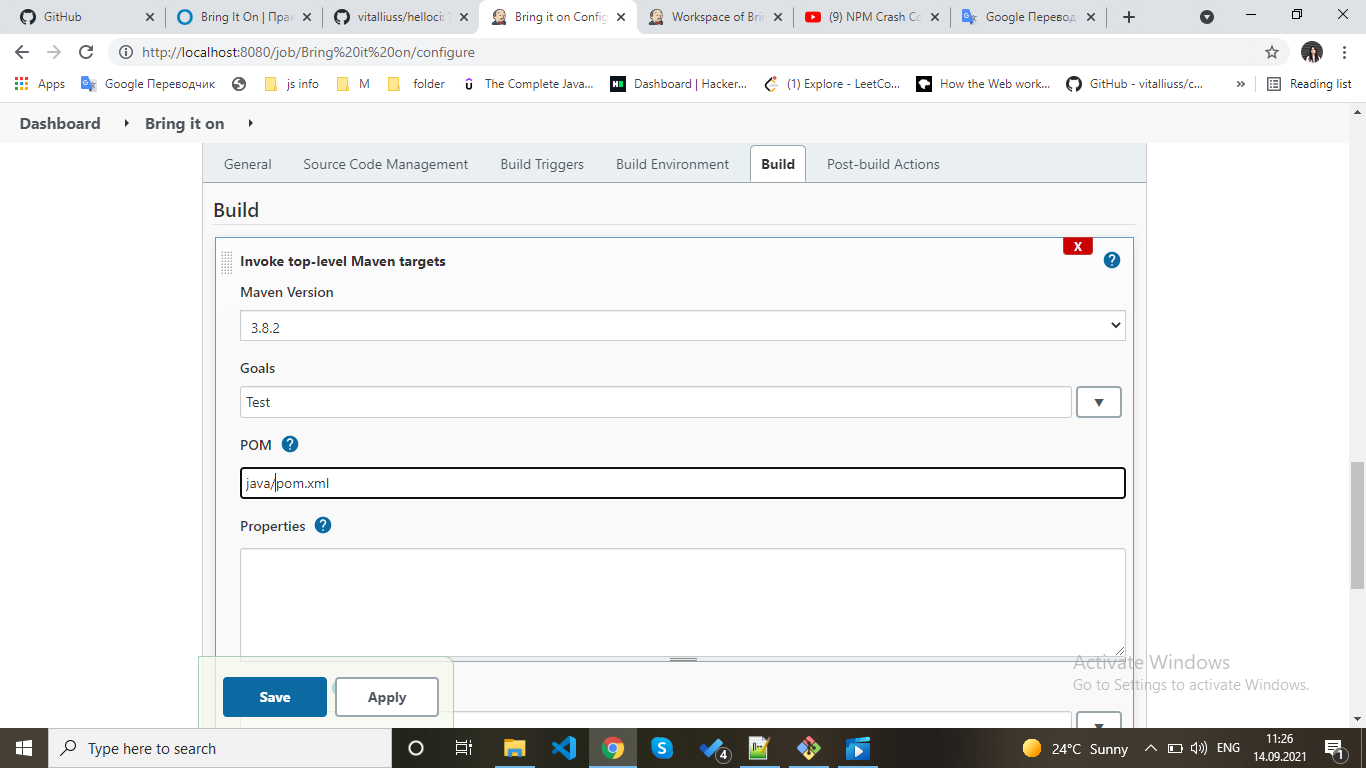 GitHub
Bring It On | Пра
vitalliuss/helloci: T
Bring it on Config
Workspace of Brin
(9) NPM Crash Co
Google Перевод
http://localhost:8080/job/Bring%20it%20on/configure
Apps
Google Переводчик
js info
M
folder
The Complete Java...
Dashboard | Hacker...
(1) Explore - LeetCo...
How the Web work...
GitHub - vitalliuss/c...
»
Reading list
Dashboard
Bring it on
General
Source Code Management
Build Triggers
Build Environment
Build
Post-build Actions
Build
X
Invoke top-level Maven targets
?
Maven Version
3.8.2
Goals
Test
POM ?
java/pom.xml
Properties ?
Save
Apply
Activate Windows
Go to Settings to activate Windows.
Type here to search
4
24°C Sunny
ENG
11:26
14.09.2021
1